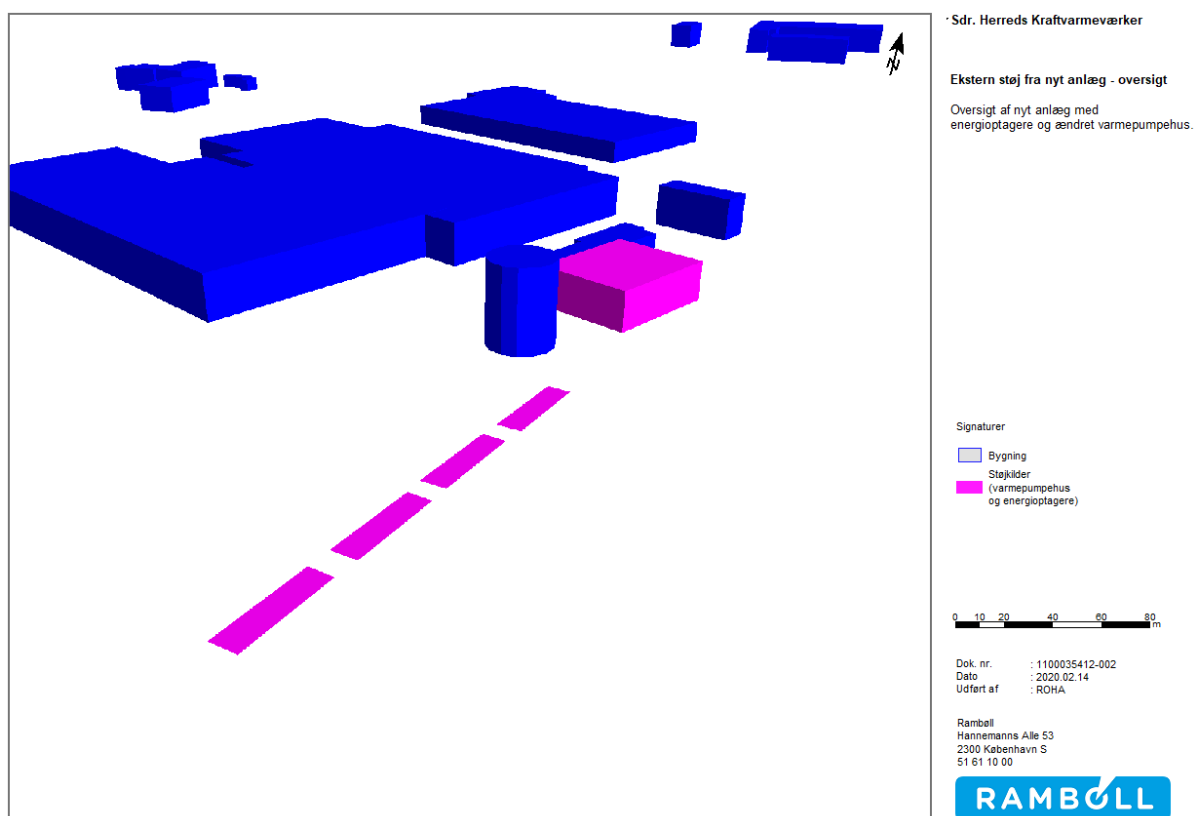 Sdr. Herreds Kraftvarmeværker
Ekstern støj fra nyt anlæg - oversigt
Oversigt af nyt anlæg med
energioptagere og ændret varmepumpehus.
N
Signaturer
Bygning
Støjkilder
(varmepumpehus
og energioptagere)
0 10 20 40 60 80
m
Dok. nr. : 1100035412-002
Dato : 2020.02.14
Udført af : ROHA
Rambøll
Hannemanns Alle 53
2300 København S
51 61 10 00
RAMBOLL